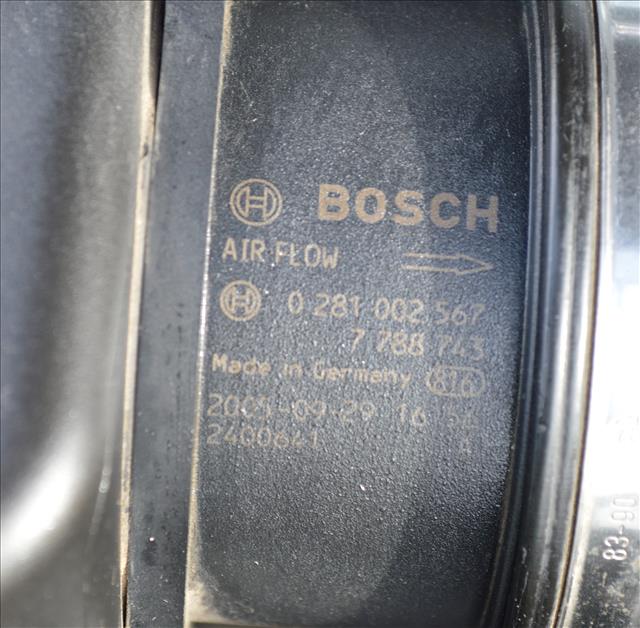 BOSCH
AIR FLOW
0 281 002 567
7 788 743
Made in Germany 816
2005-09-29 16
2400641
A
83-90